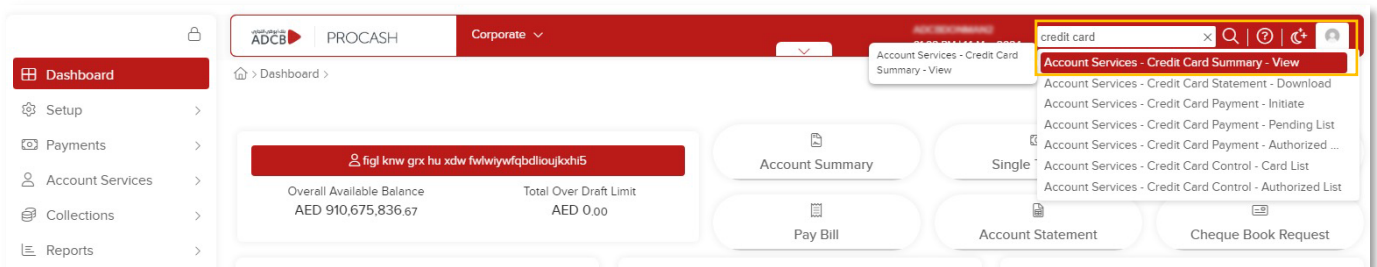 ADCB
PROCASH
Corporate
credit card
Account Services - Credit Card
Summary - View
Account Services - Credit Card Summary - View
Account Services - Credit Card Statement - Download
Account Services - Credit Card Payment - Initiate
Account Services - Credit Card Payment - Pending List
Account Services - Credit Card Payment - Authorized ...
Account Services - Credit Card Control - Card List
Account Services - Credit Card Control - Authorized List
Dashboard
> Dashboard >
Setup
Payments
Account Services
Collections
Reports
figl knw grx hu xdw fwlwiywfqbdlioujkxhi5
Overall Available Balance
Total Over Draft Limit
AED 910,675,836.67
AED 0.00
Account Summary
Single
Pay Bill
Account Statement
Cheque Book Request